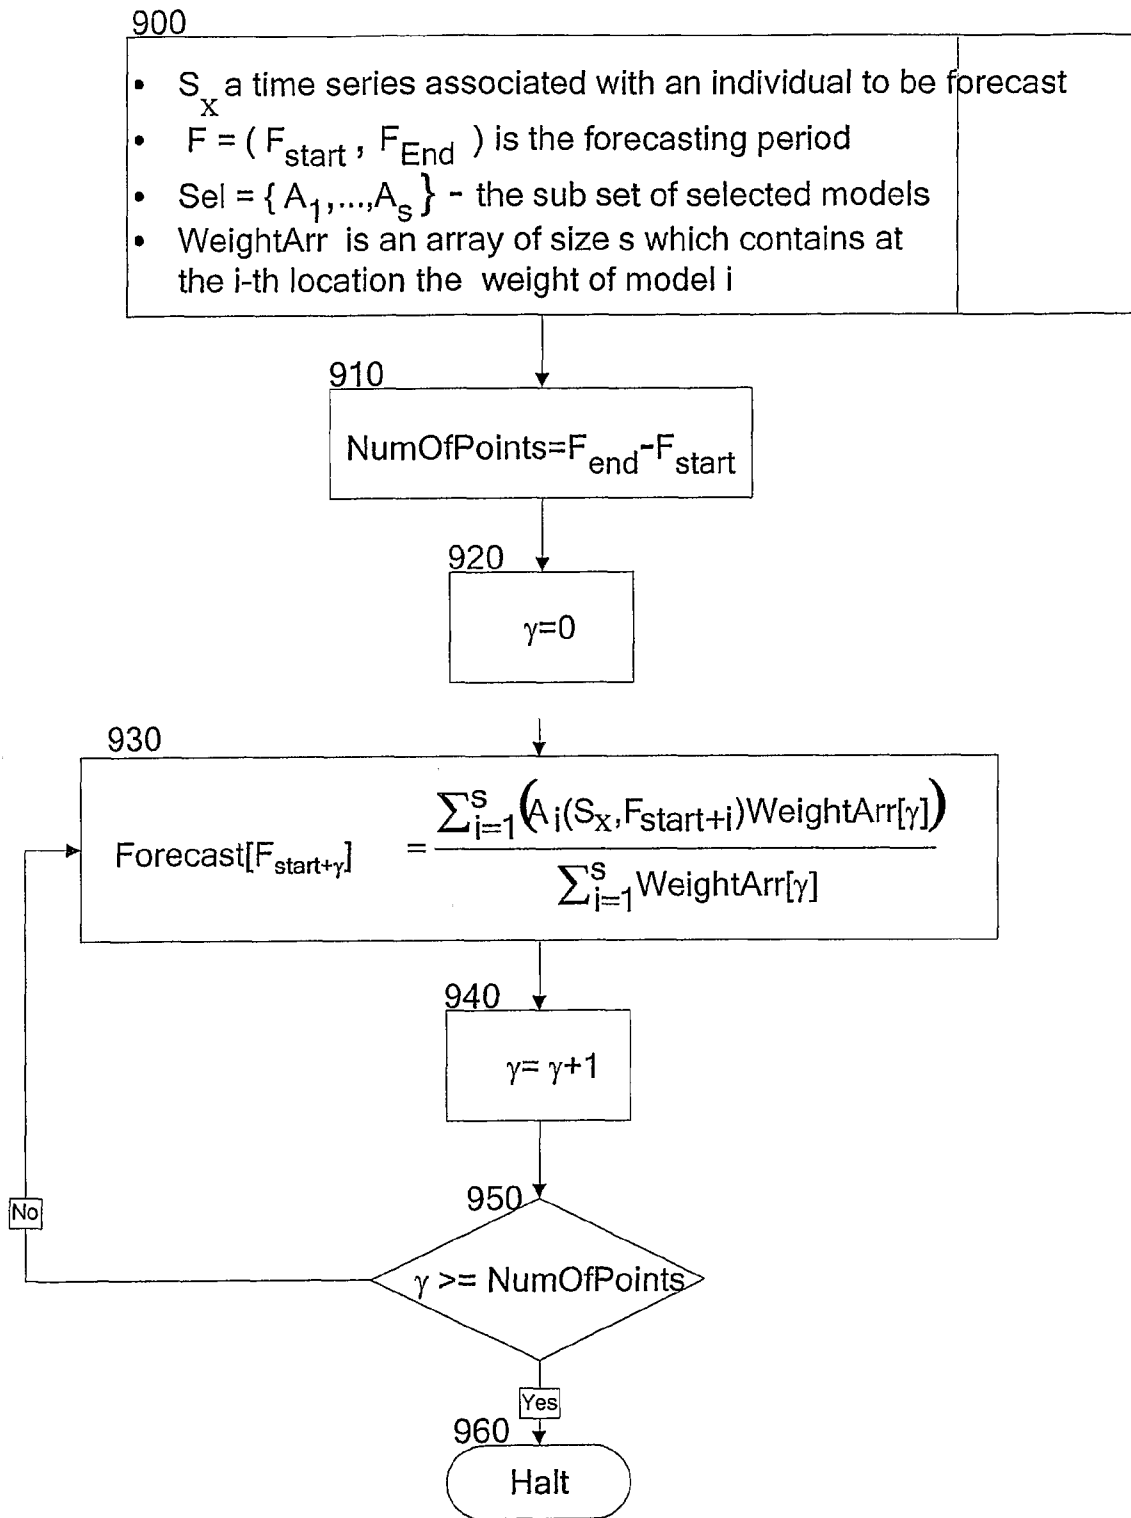 900
• S_x a time series associated with an individual to be forecast
• F = ( F_start , F_End ) is the forecasting period
• Sel = { A_1,...,A_s } - the sub set of selected models
• WeightArr is an array of size s which contains at
the i-th location the weight of model i
910
NumOfPoints=F_end-F_start
920
γ=0
930
Forecast[F_start+γ] = ∑_{i=1}^{s}(A_i(S_x,F_start+i)WeightArr[γ]) / ∑_{i=1}^{s}WeightArr[γ]
940
γ= γ+1
950
γ >= NumOfPoints
No
Yes
960
Halt